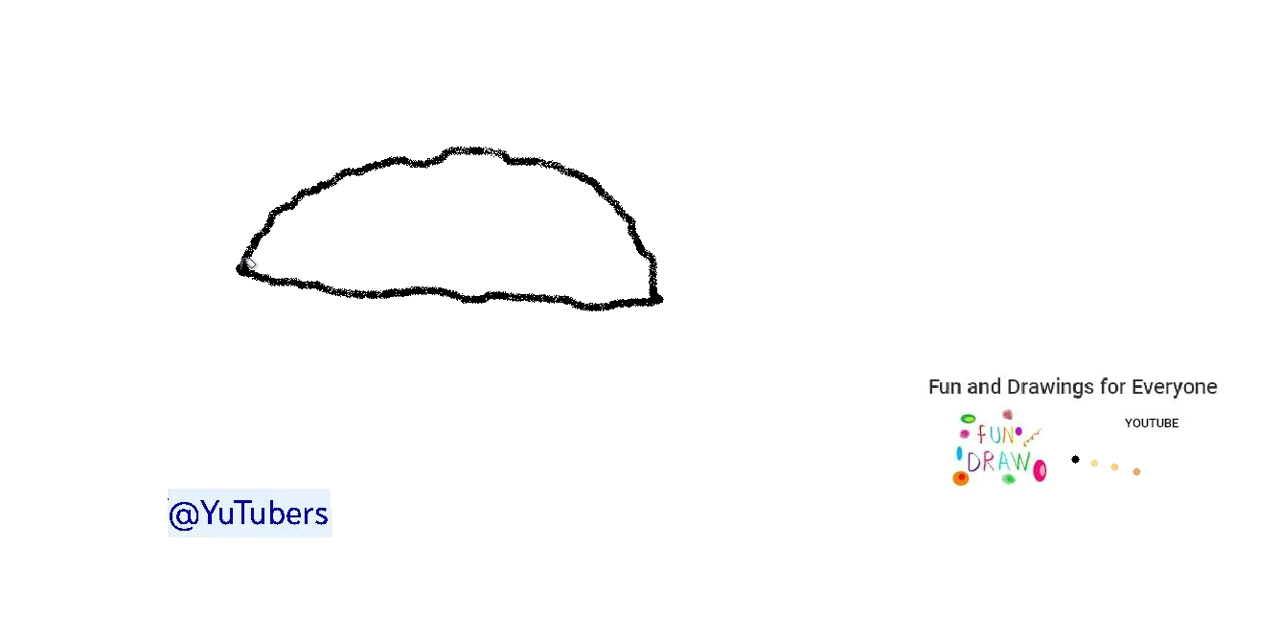 Fun and Drawings for Everyone
YOUTUBE
FUN
DRAW
@YuTubers